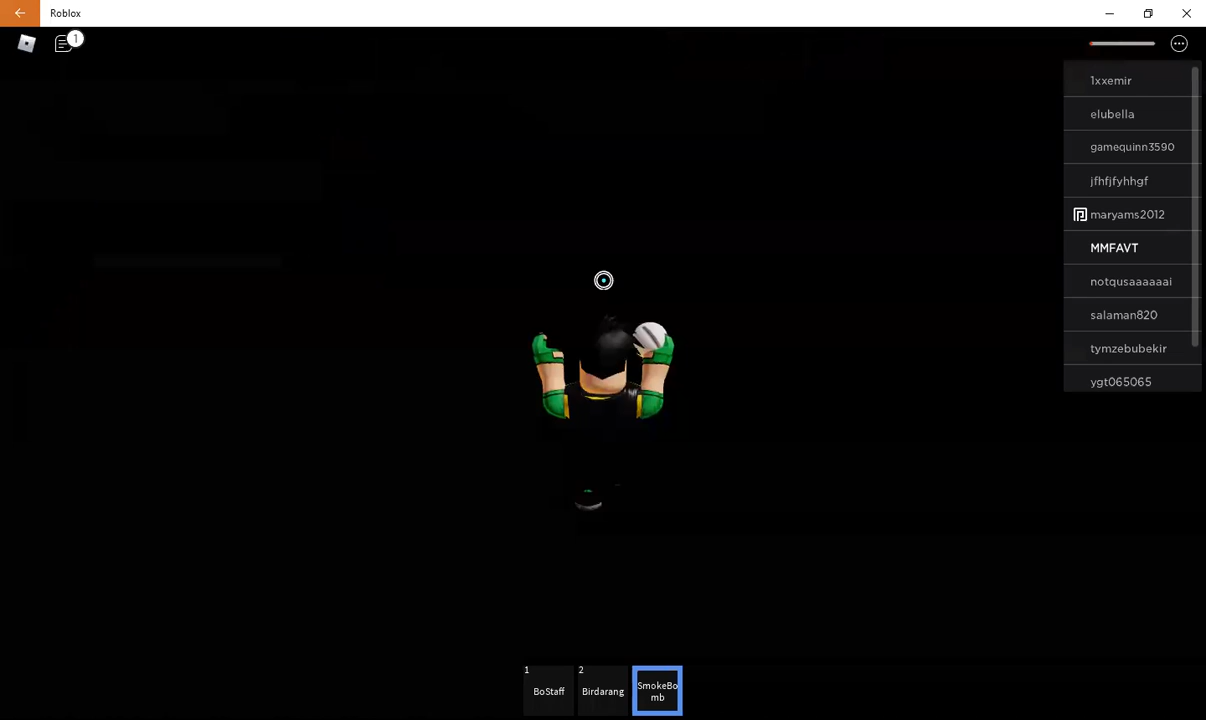 Roblox
1
1xxemir
elubella
gamequinn3590
jfhfjfyhhgf
maryams2012
MMFAVT
notqusaaaaaai
salaman820
tymzebubekir
ygt065065
1
BoStaff
2
Birdarang
SmokeBo
mb